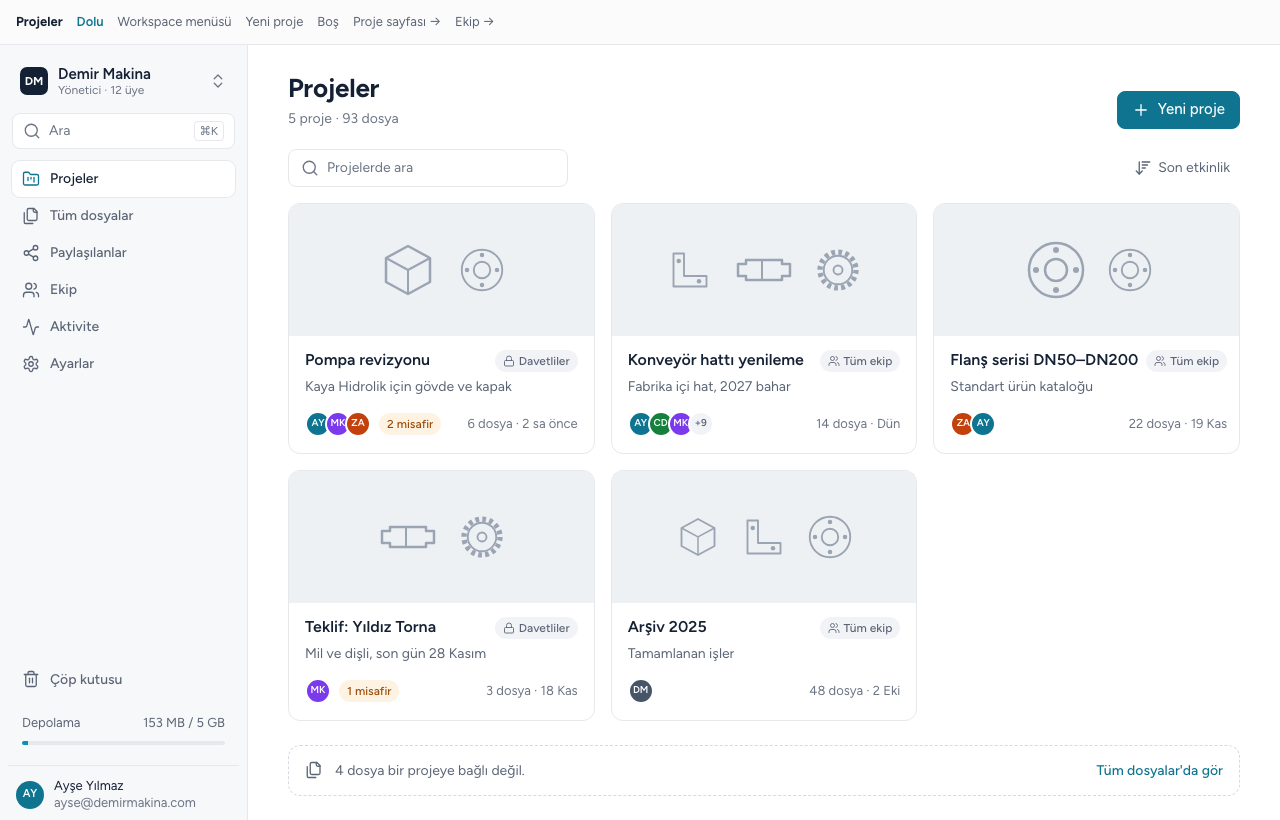 Projeler Dolu Workspace menüsü Yeni proje Boş Proje sayfası → Ekip →
DM Demir Makina
Yönetici · 12 üye
Ara ⌘K
Projeler
Tüm dosyalar
Paylaşılanlar
Ekip
Aktivite
Ayarlar
Çöp kutusu
Depolama 153 MB / 5 GB
AY Ayşe Yılmaz
ayse@demirmakina.com
Projeler
5 proje · 93 dosya
Yeni proje
Projelerde ara
Son etkinlik
Pompa revizyonu Davetliler
Kaya Hidrolik için gövde ve kapak
AY MK ZA 2 misafir 6 dosya · 2 sa önce
Konveyör hattı yenileme Tüm ekip
Fabrika içi hat, 2027 bahar
AY CD MK +9 14 dosya · Dün
Flanş serisi DN50–DN200 Tüm ekip
Standart ürün kataloğu
ZA AY 22 dosya · 19 Kas
Teklif: Yıldız Torna Davetliler
Mil ve dişli, son gün 28 Kasım
MK 1 misafir 3 dosya · 18 Kas
Arşiv 2025 Tüm ekip
Tamamlanan işler
DM 48 dosya · 2 Eki
4 dosya bir projeye bağlı değil.
Tüm dosyalar'da gör